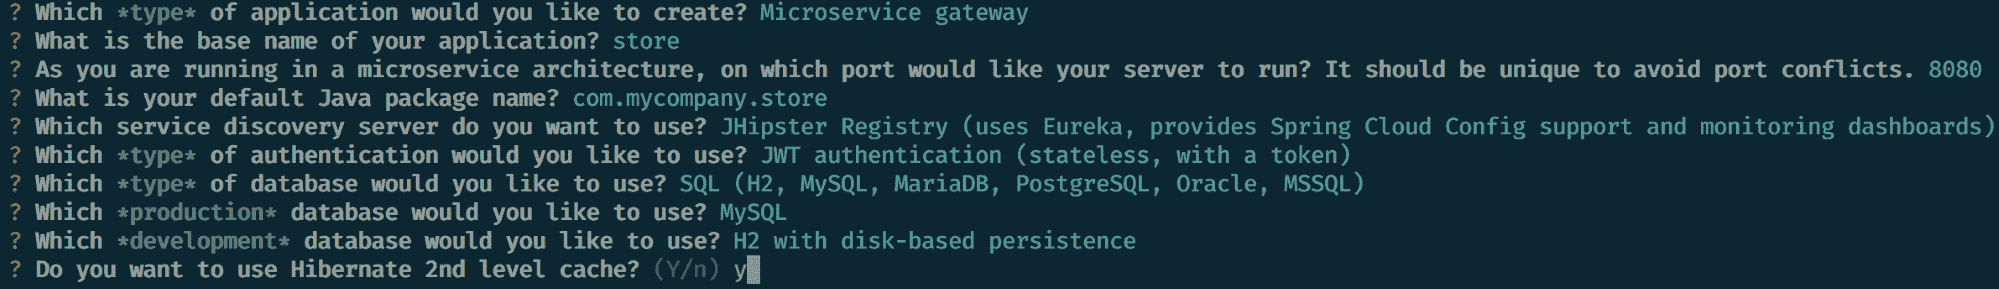 ? Which *type* of application would you like to create? Microservice gateway
? What is the base name of your application? store
? As you are running in a microservice architecture, on which port would like your server to run? It should be unique to avoid port conflicts. 8080
? What is your default Java package name? com.mycompany.store
? Which service discovery server do you want to use? JHipster Registry (uses Eureka, provides Spring Cloud Config support and monitoring dashboards)
? Which *type* of authentication would you like to use? JWT authentication (stateless, with a token)
? Which *type* of database would you like to use? SQL (H2, MySQL, MariaDB, PostgreSQL, Oracle, MSSQL)
? Which *production* database would you like to use? MySQL
? Which *development* database would you like to use? H2 with disk-based persistence
? Do you want to use Hibernate 2nd level cache? (Y/n) y